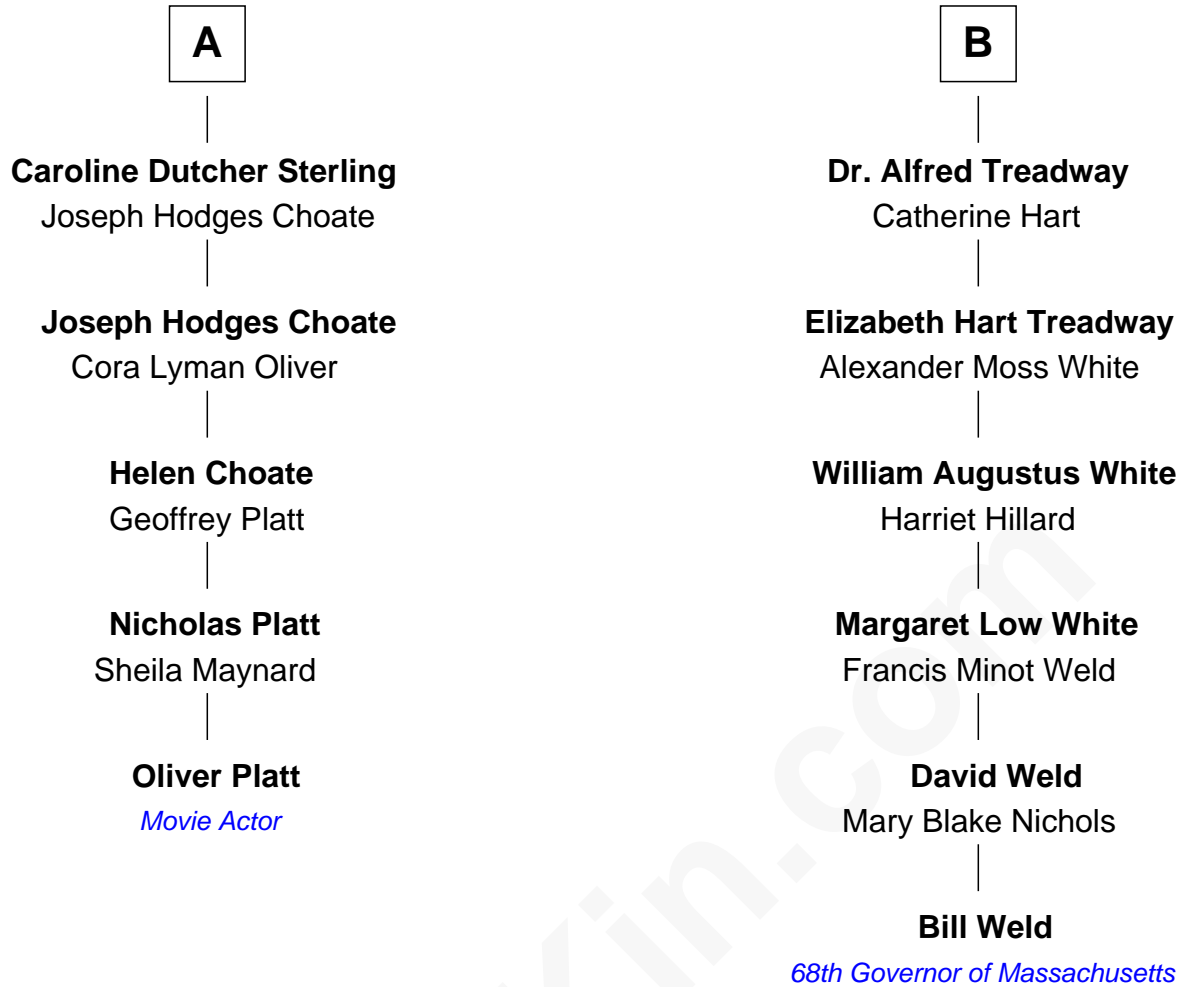 A
Caroline Dutcher Sterling
Joseph Hodges Choate
Joseph Hodges Choate
Cora Lyman Oliver
Helen Choate
Geoffrey Platt
Nicholas Platt
Sheila Maynard
Oliver Platt
Movie Actor
B
Dr. Alfred Treadway
Catherine Hart
Elizabeth Hart Treadway
Alexander Moss White
William Augustus White
Harriet Hillard
Margaret Low White
Francis Minot Weld
David Weld
Mary Blake Nichols
Bill Weld
68th Governor of Massachusetts
Kin.com